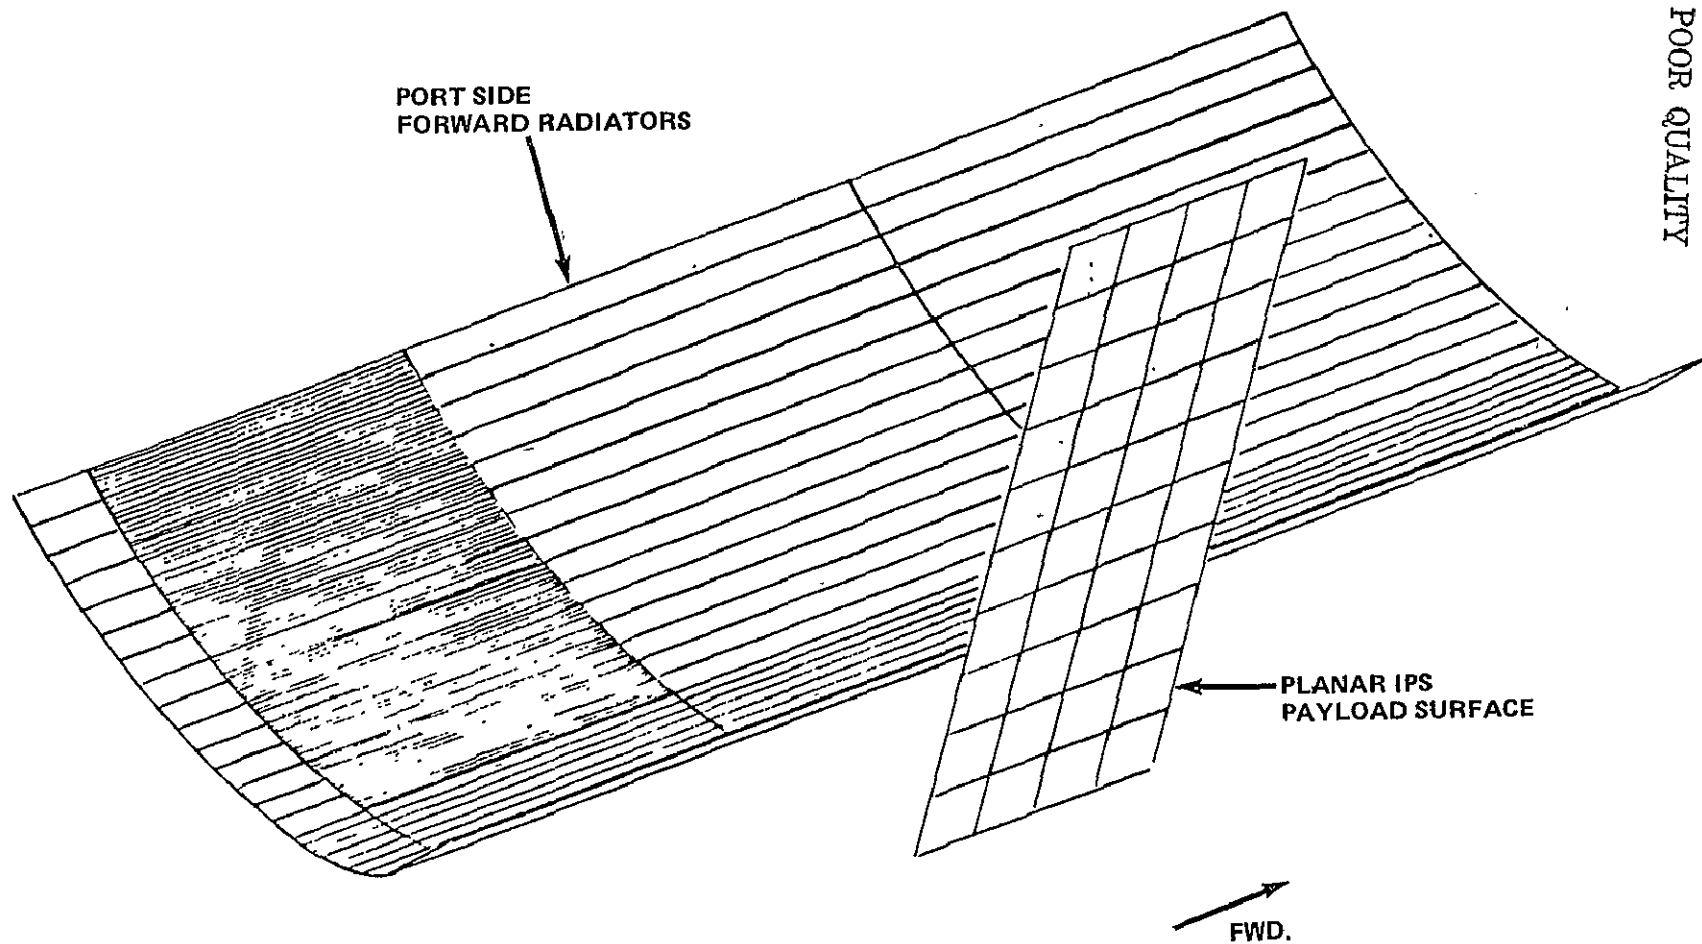 POOR QUALITY
PORT SIDE
FORWARD RADIATORS
PLANAR IPS
PAYLOAD SURFACE
FWD.